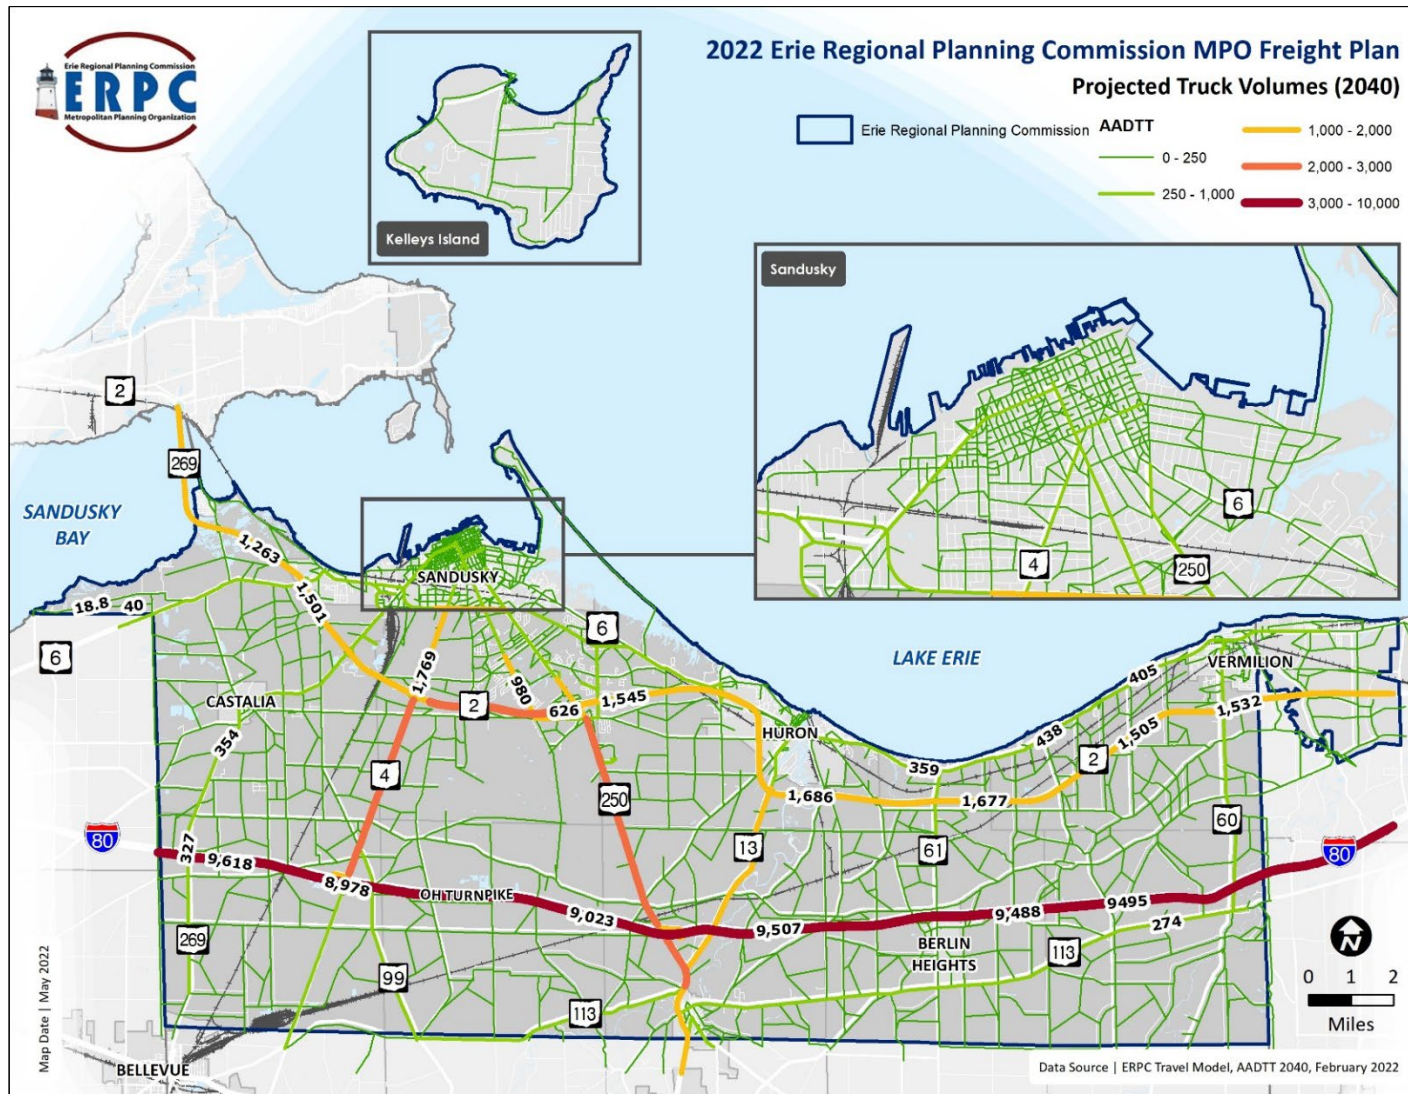 Erie Regional Planning Commission
ERPC
Metropolitan Planning Organization
2022 Erie Regional Planning Commission MPO Freight Plan
Projected Truck Volumes (2040)
Erie Regional Planning Commission
AADTT
0 - 250
250 - 1,000
1,000 - 2,000
2,000 - 3,000
3,000 - 10,000
Kelleys Island
Sandusky
6
4
250
2
269
SANDUSKY
BAY
1,263
1,501
SANDUSKY
18.8
40
6
6
LAKE ERIE
VERMILION
405
1,769
CASTALIA
2
980
626
1,545
1,532
354
HURON
438
1,505
2
359
4
250
1,686
1,677
60
80
327
13
61
80
9,618
8,978
OH TURNPIKE
9,023
9,507
9,488
9495
274
269
BERLIN
HEIGHTS
113
N
99
113
0 1 2
Miles
Map Date | May 2022
BELLEVUE
Data Source | ERPC Travel Model, AADTT 2040, February 2022